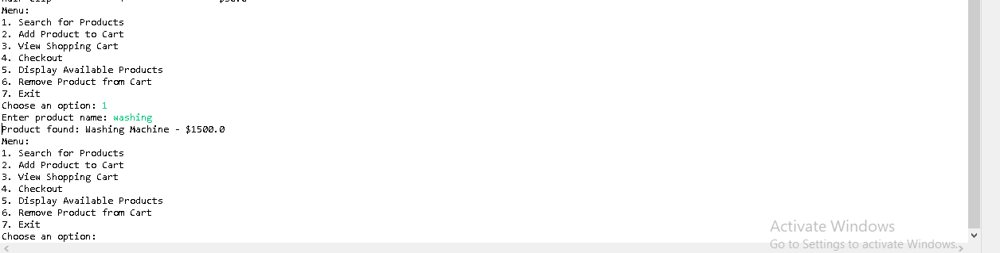 Menu:
1. Search for Products
2. Add Product to Cart
3. View Shopping Cart
4. Checkout
5. Display Available Products
6. Remove Product from Cart
7. Exit
Choose an option: 1
Enter product name: washing
Product found: Washing Machine - $1500.0
Menu:
1. Search for Products
2. Add Product to Cart
3. View Shopping Cart
4. Checkout
5. Display Available Products
6. Remove Product from Cart
7. Exit
Choose an option:
Activate Windows
Go to Settings to activate Windows.